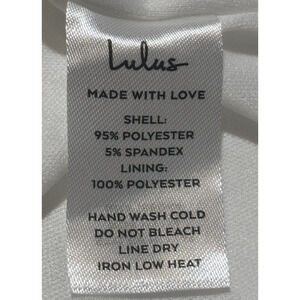 Lulus
MADE WITH LOVE
SHELL:
95% POLYESTER
5% SPANDEX
LINING:
100% POLYESTER
HAND WASH COLD
DO NOT BLEACH
LINE DRY
IRON LOW HEAT